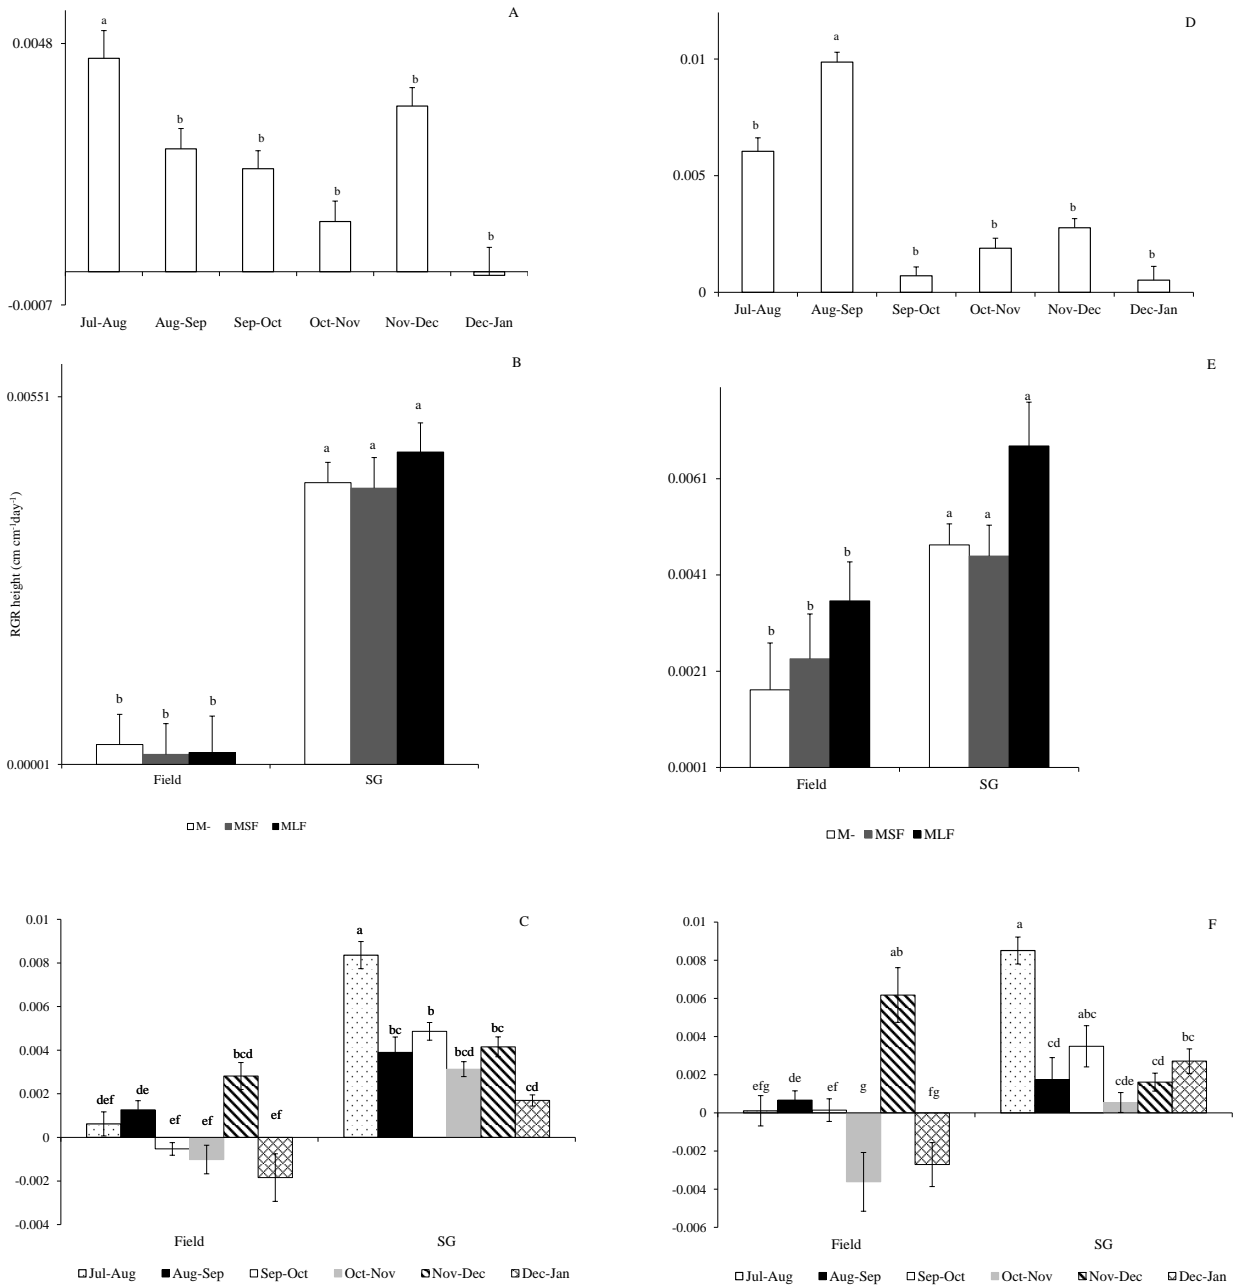 A
a
0.0048
b
b
b
b
b
-0.0007
Jul-Aug Aug-Sep Sep-Oct Oct-Nov Nov-Dec Dec-Jan
D
a
0.01
b
0.005
b
b
b
b
0
Jul-Aug Aug-Sep Sep-Oct Oct-Nov Nov-Dec Dec-Jan
B
0.00551
RGR height (cm cm⁻¹day⁻¹)
a a a
b b b
0.00001
Field SG
M- MSF MLF
E
a
0.0061
a a
0.0041
b
b
b
0.0021
0.0001
Field SG
M- MSF MLF
C
0.01
0.008
0.006
0.004
0.002
0
-0.002
-0.004
def de ef ef bcd ef
a bc b bcd bc cd
Field SG
Jul-Aug Aug-Sep Sep-Oct Oct-Nov Nov-Dec Dec-Jan
F
0.01
0.008
0.006
0.004
0.002
0
-0.002
-0.004
-0.006
efg de ef g ab fg
a cd abc cde cd bc
Field SG
Jul-Aug Aug-Sep Sep-Oct Oct-Nov Nov-Dec Dec-Jan